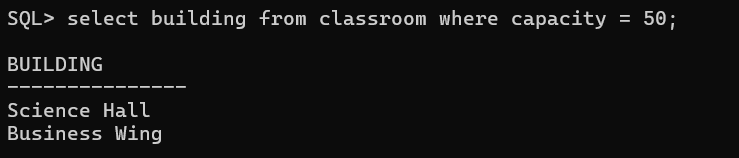 SQL> select building from classroom where capacity = 50;
BUILDING
---------------
Science Hall
Business Wing